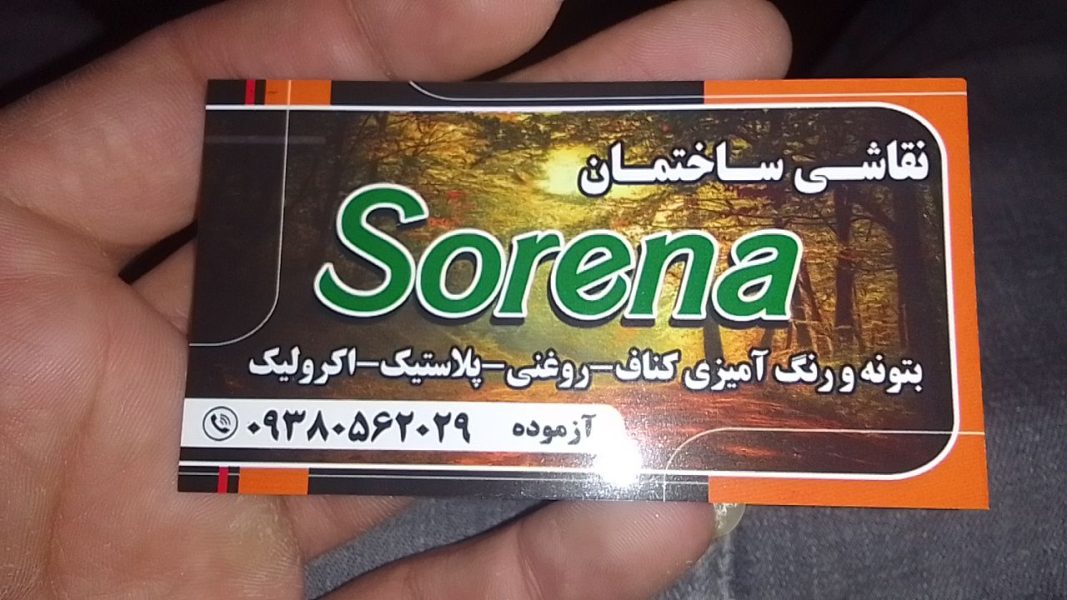 نقاشی ساختمان
Sorena
بتونه و رنگ آمیزی کناف-روغنی-پلاستیک-اکرولیک
آزموده ۰۹۳۸۰۵۶۲۰۲۹